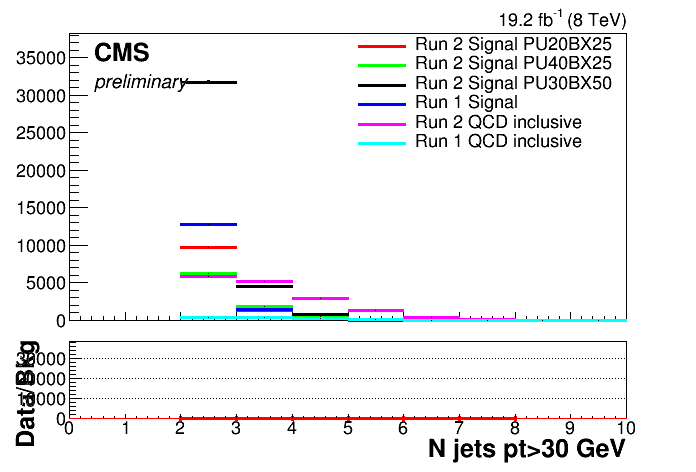 19.2 fb-1 (8 TeV)
CMS
preliminary
Run 2 Signal PU20BX25
Run 2 Signal PU40BX25
Run 2 Signal PU30BX50
Run 1 Signal
Run 2 QCD inclusive
Run 1 QCD inclusive
35000
30000
25000
20000
15000
10000
5000
0
Data/Bkg
0
0 1 2 3 4 5 6 7 8 9 10
N jets pt>30 GeV